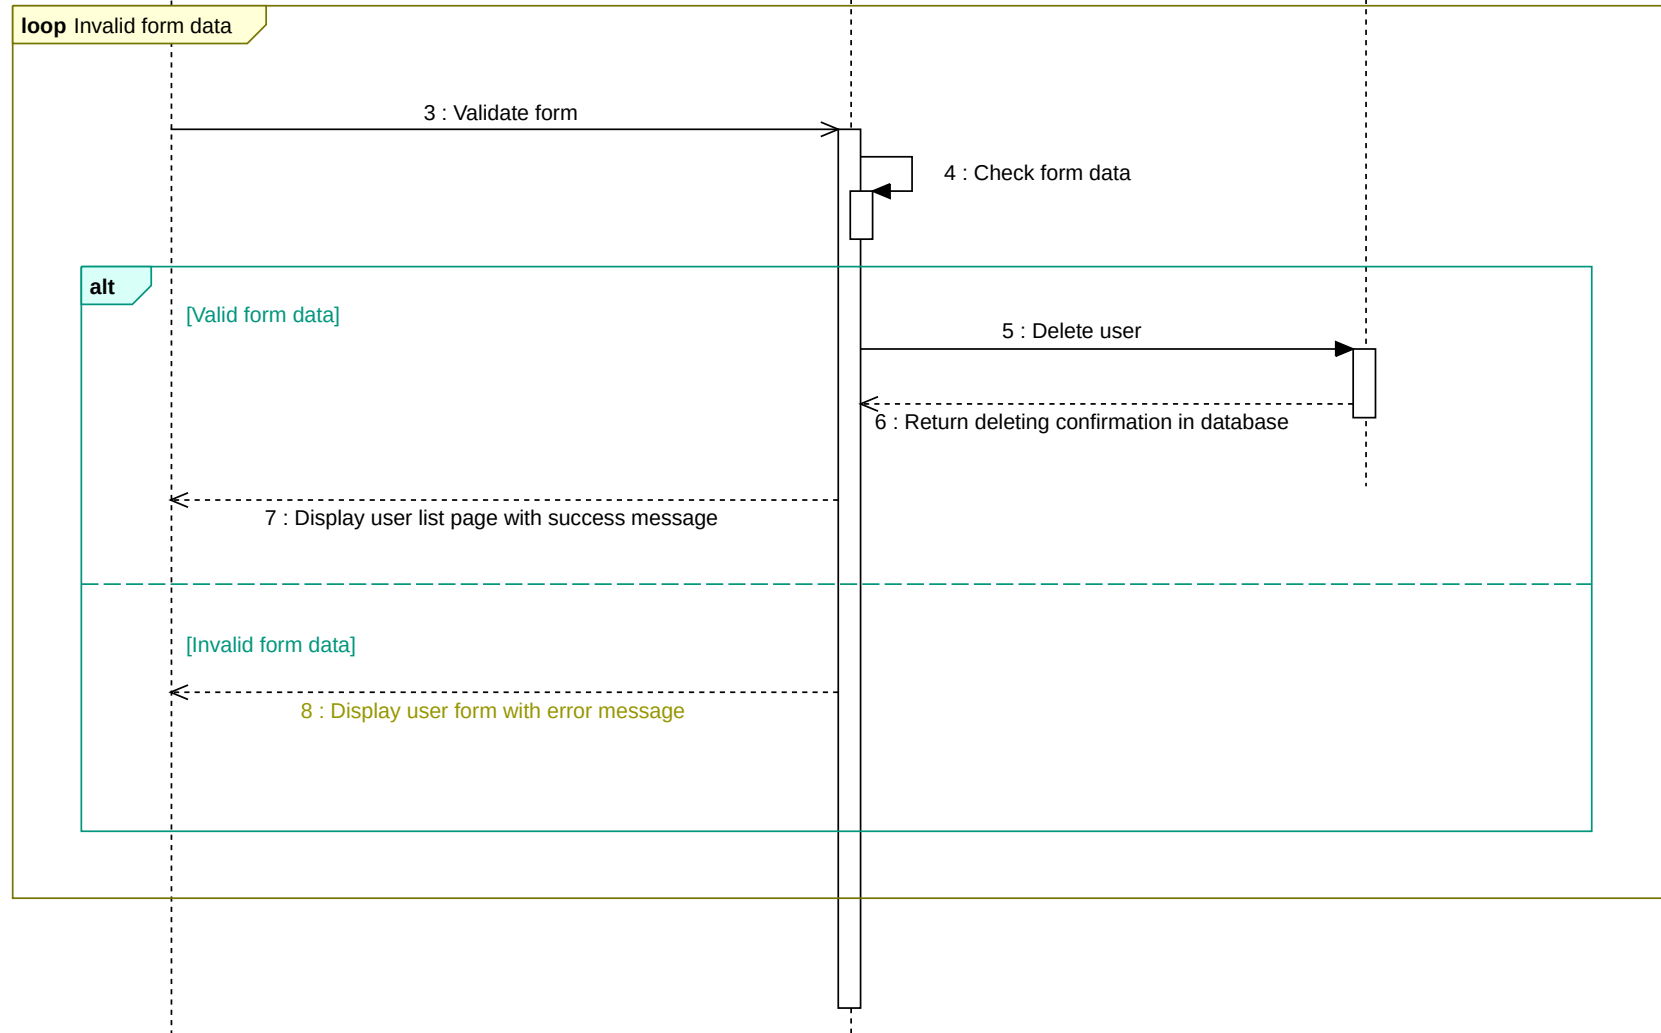 loop Invalid form data
3 : Validate form
4 : Check form data
alt
[Valid form data]
5 : Delete user
6 : Return deleting confirmation in database
7 : Display user list page with success message
[Invalid form data]
8 : Display user form with error message